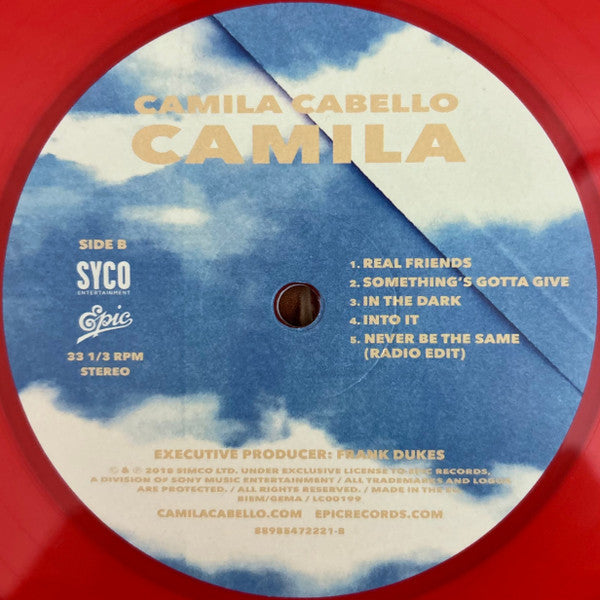 CAMILA CABELLO
CAMILA
SIDE B
SYCO
ENTERTAINMENT
Epic
33 1/3 RPM
STEREO
1. REAL FRIENDS
2. SOMETHING'S GOTTA GIVE
3. IN THE DARK
4. INTO IT
5. NEVER BE THE SAME
(RADIO EDIT)
EXECUTIVE PRODUCER: FRANK DUKES
© & ℗ 2018 SIMCO LTD. UNDER EXCLUSIVE LICENSE TO EPIC RECORDS,
A DIVISION OF SONY MUSIC ENTERTAINMENT / ALL TRADEMARKS AND LOGOS
ARE PROTECTED. / ALL RIGHTS RESERVED. / MADE IN THE EU
BIEM/GEMA / LC00199
CAMILACABELLO.COM EPICRECORDS.COM
88985472221-B